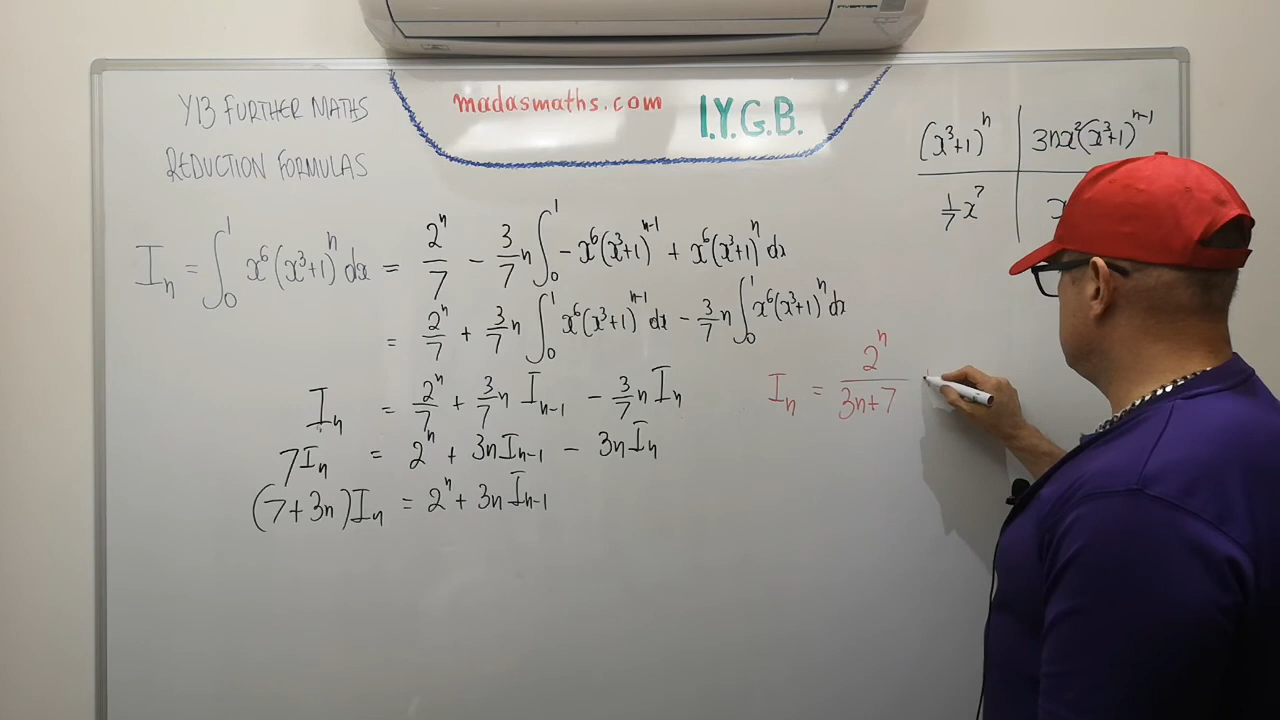 INVERTER
Y13 FURTHER MATHS
REDUCTION FORMULAS
madasmaths.com
I.Y.G.B.
(x³+1)ⁿ | 3nx²(x³+1)ⁿ⁻¹
1/7 x⁷ | x
Iₙ = ∫₀¹ x⁶(x³+1)ⁿ dx = 2ⁿ/7 - 3/7 n ∫₀¹ -x⁶(x³+1)ⁿ⁻¹ + x⁶(x³+1)ⁿ dx
= 2ⁿ/7 + 3/7 n ∫₀¹ x⁶(x³+1)ⁿ⁻¹ dx - 3/7 n ∫₀¹ x⁶(x³+1)ⁿ dx
Iₙ = 2ⁿ/7 + 3/7 n Iₙ₋₁ - 3/7 n Iₙ
7Iₙ = 2ⁿ + 3nIₙ₋₁ - 3nIₙ
(7+3n)Iₙ = 2ⁿ + 3nIₙ₋₁
Iₙ = 2ⁿ/(3n+7)